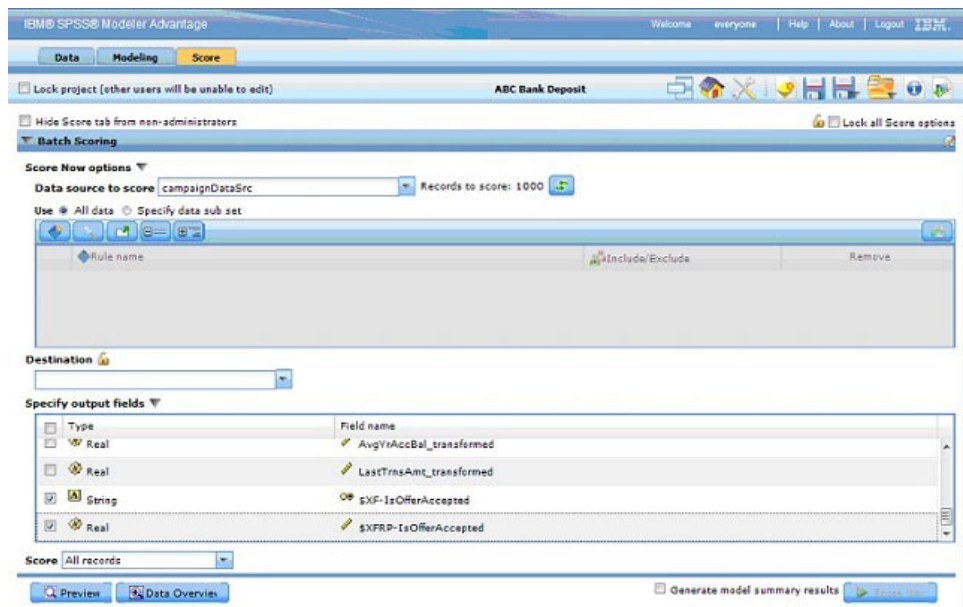 IBM® SPSS® Modeler Advantage
Welcome everyone | Help | About | Logout IBM.
Data Modeling Score
Lock project (other users will be unable to edit) ABC Bank Deposit
Hide Score tab from non-administrators Lock all Score options
Batch Scoring
Score Now options
Data source to score campaignDataSrc Records to score: 1000
Use All data Specify data sub set
Rule name Include/Exclude Remove
Destination
Specify output fields
Type Field name
Real AvgYrAccBal_transformed
Real LastTrnsAmt_transformed
String $XF-IsOfferAccepted
Real $XFRP-IsOfferAccepted
Score All records
Preview Data Overview Generate model summary results Score Now